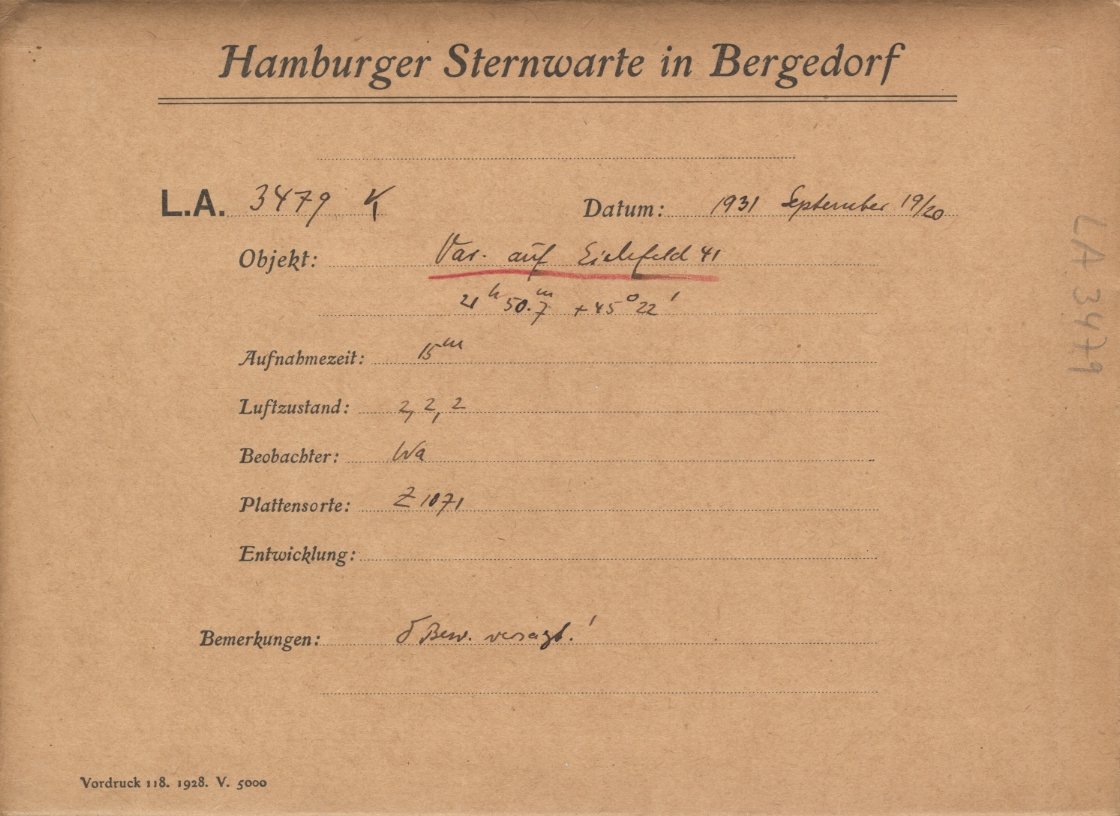 Hamburger Sternwarte in Bergedorf
L.A. 3479 K Datum: 1931 September 19/20
Objekt: Var. auf Eichfeld 41
21h 50.m7 +45° 22'
Aufnahmezeit: 15m
Luftzustand: 2, 2, 2
Beobachter: Wa
Plattensorte: Z 1071
Entwicklung:
Bemerkungen: δ Bew. versagt!
Vordruck 118. 1928. V. 5000
LA 3479